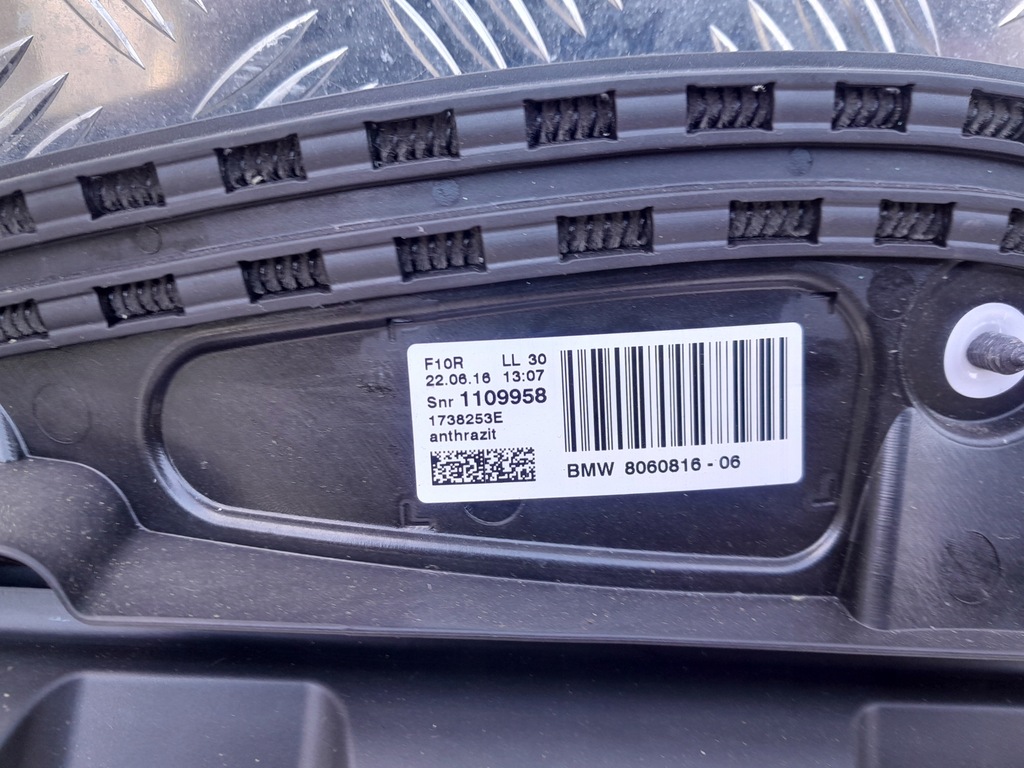 F10R LL 30
22.06.16 13:07
Snr 1109958
1738253E
anthrazit
BMW 8060816 - 06